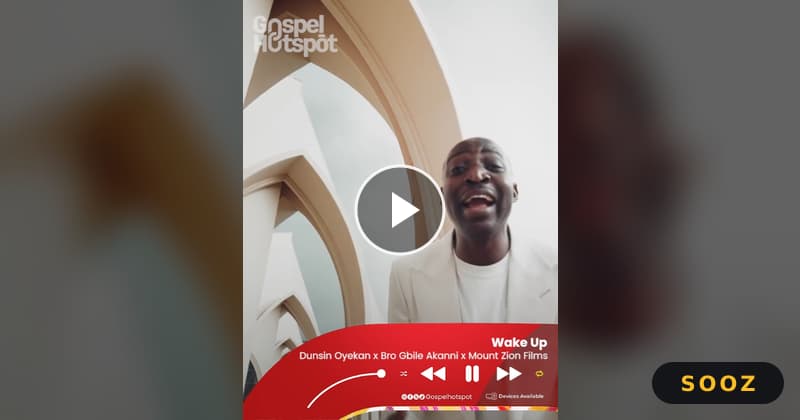 Gospel
Hotspot
Wake Up
Dunsin Oyekan x Bro Gbile Akanni x Mount Zion Films
Gospelhotspot
Devices Available
SOOZ